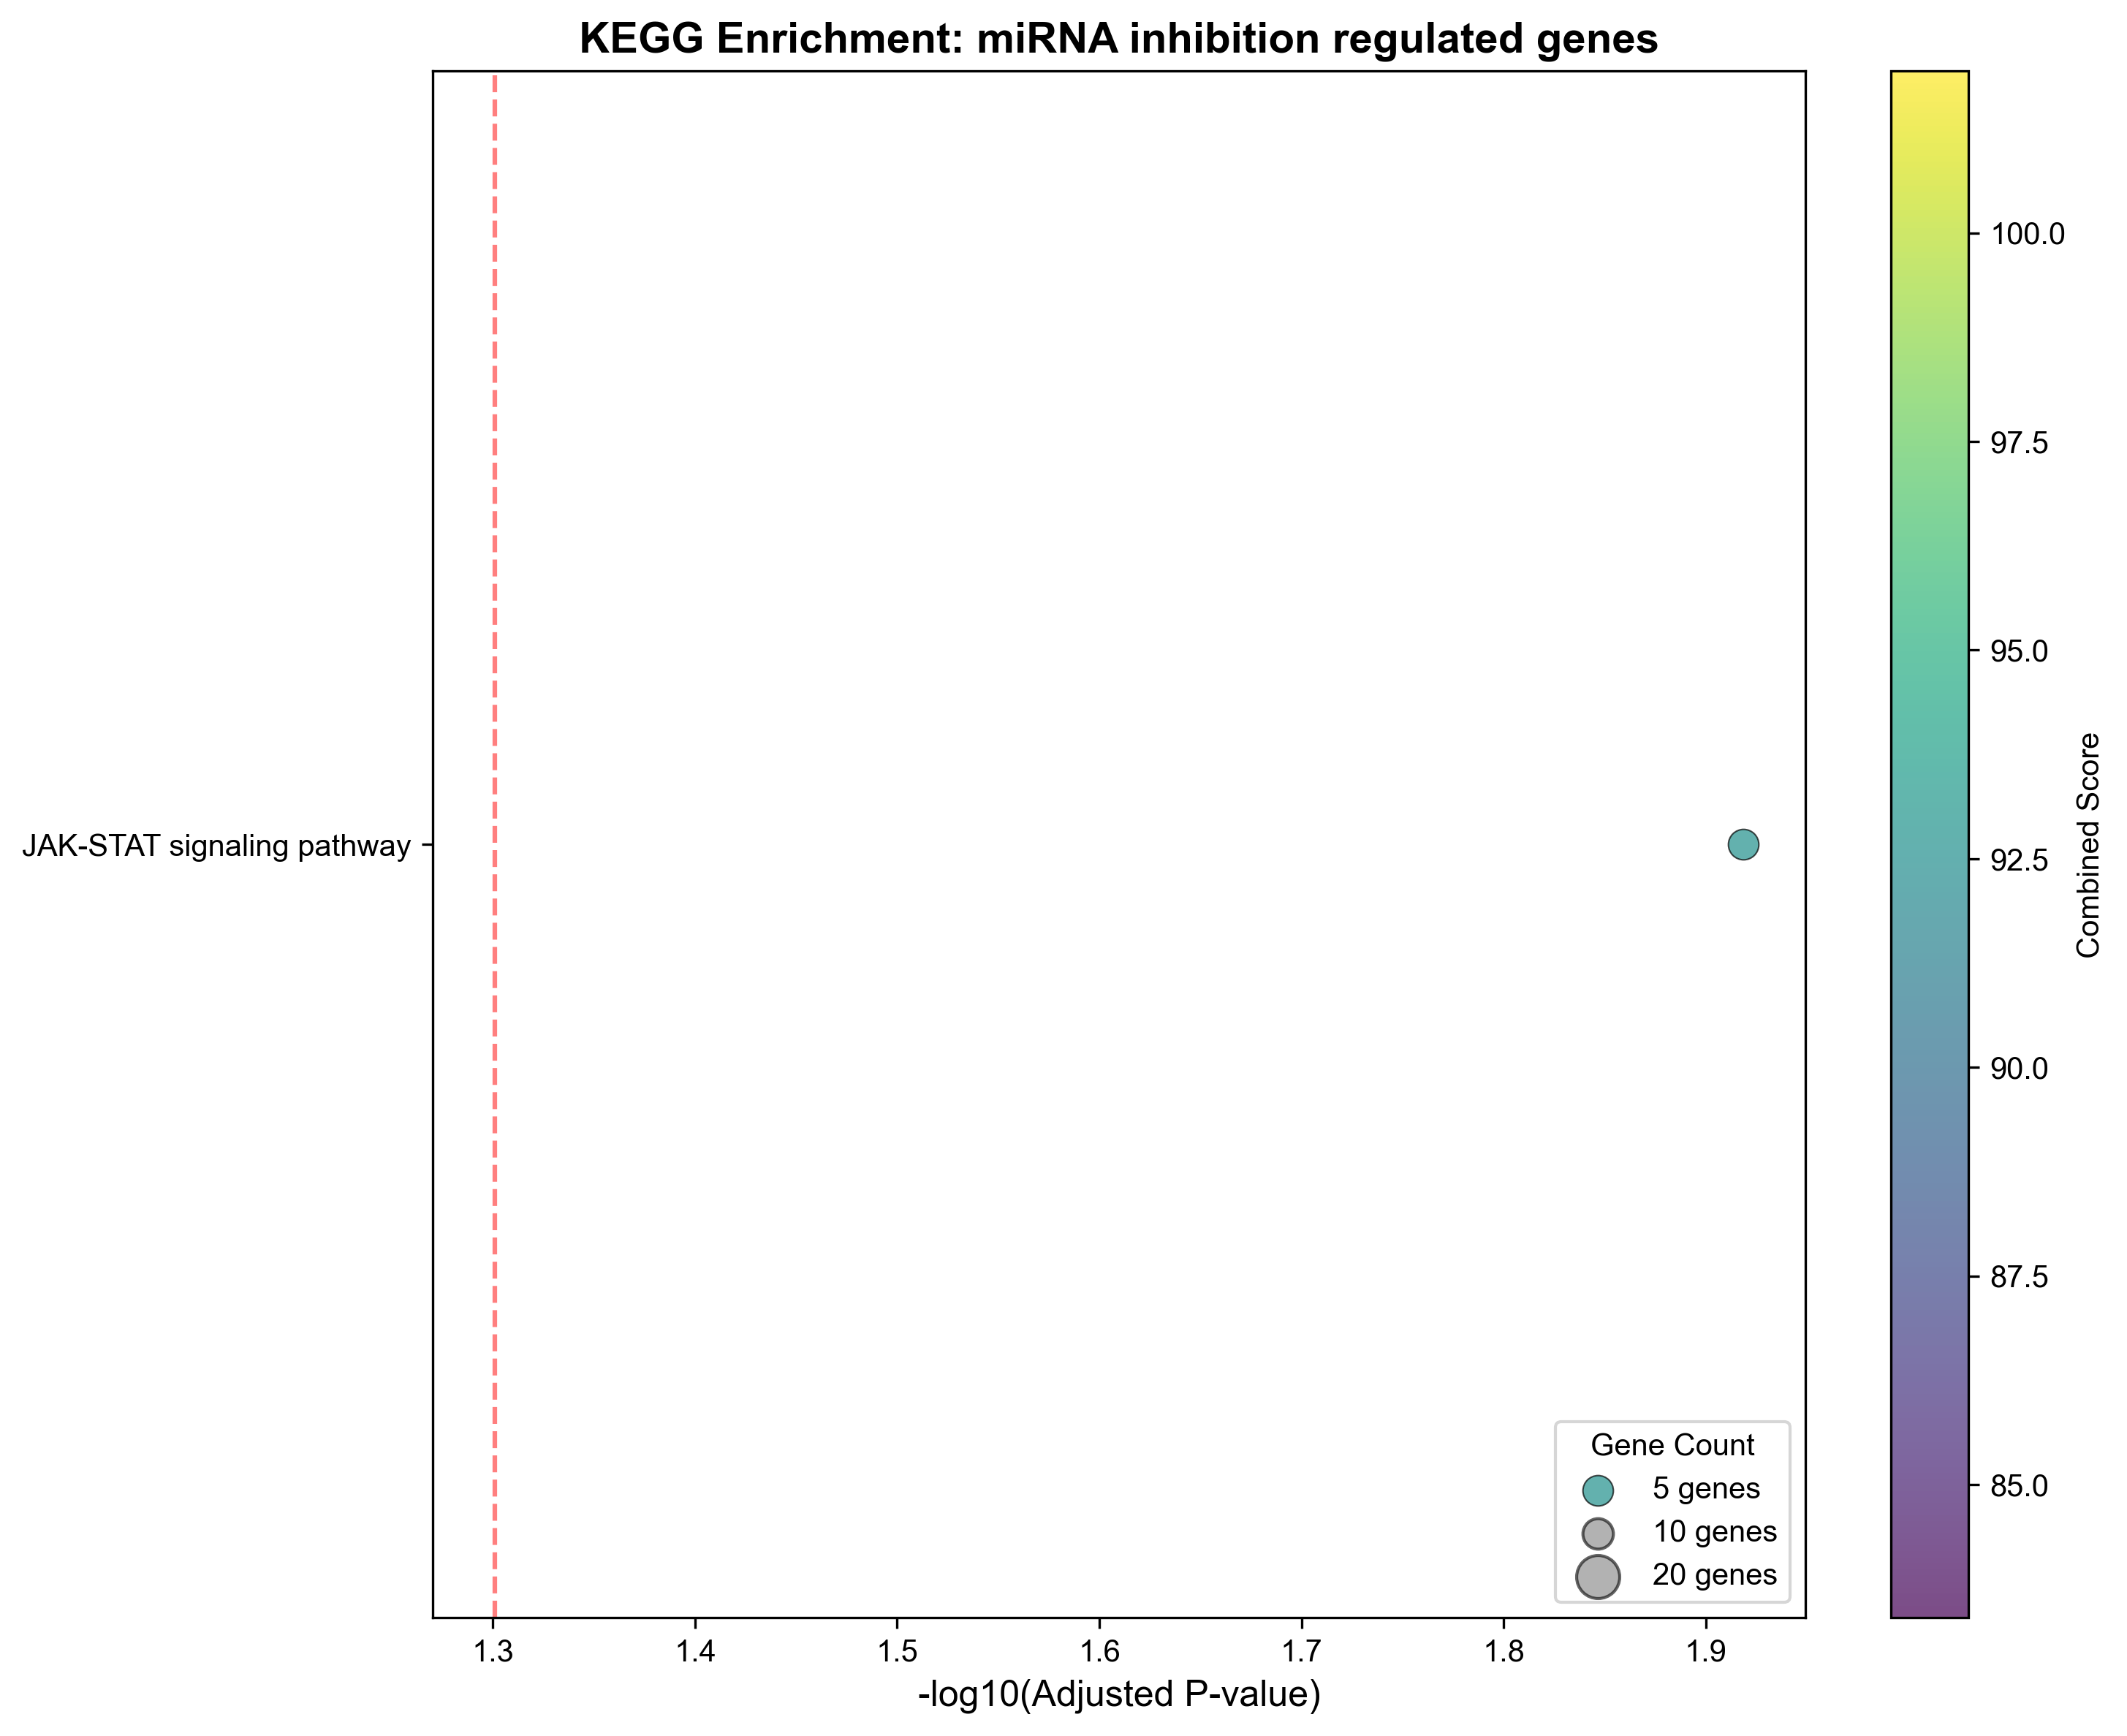 KEGG Enrichment: miRNA inhibition regulated genes
JAK-STAT signaling pathway
Gene Count
5 genes
10 genes
20 genes
1.3
1.4
1.5
1.6
1.7
1.8
1.9
-log10(Adjusted P-value)
100.0
97.5
95.0
92.5
90.0
87.5
85.0
Combined Score